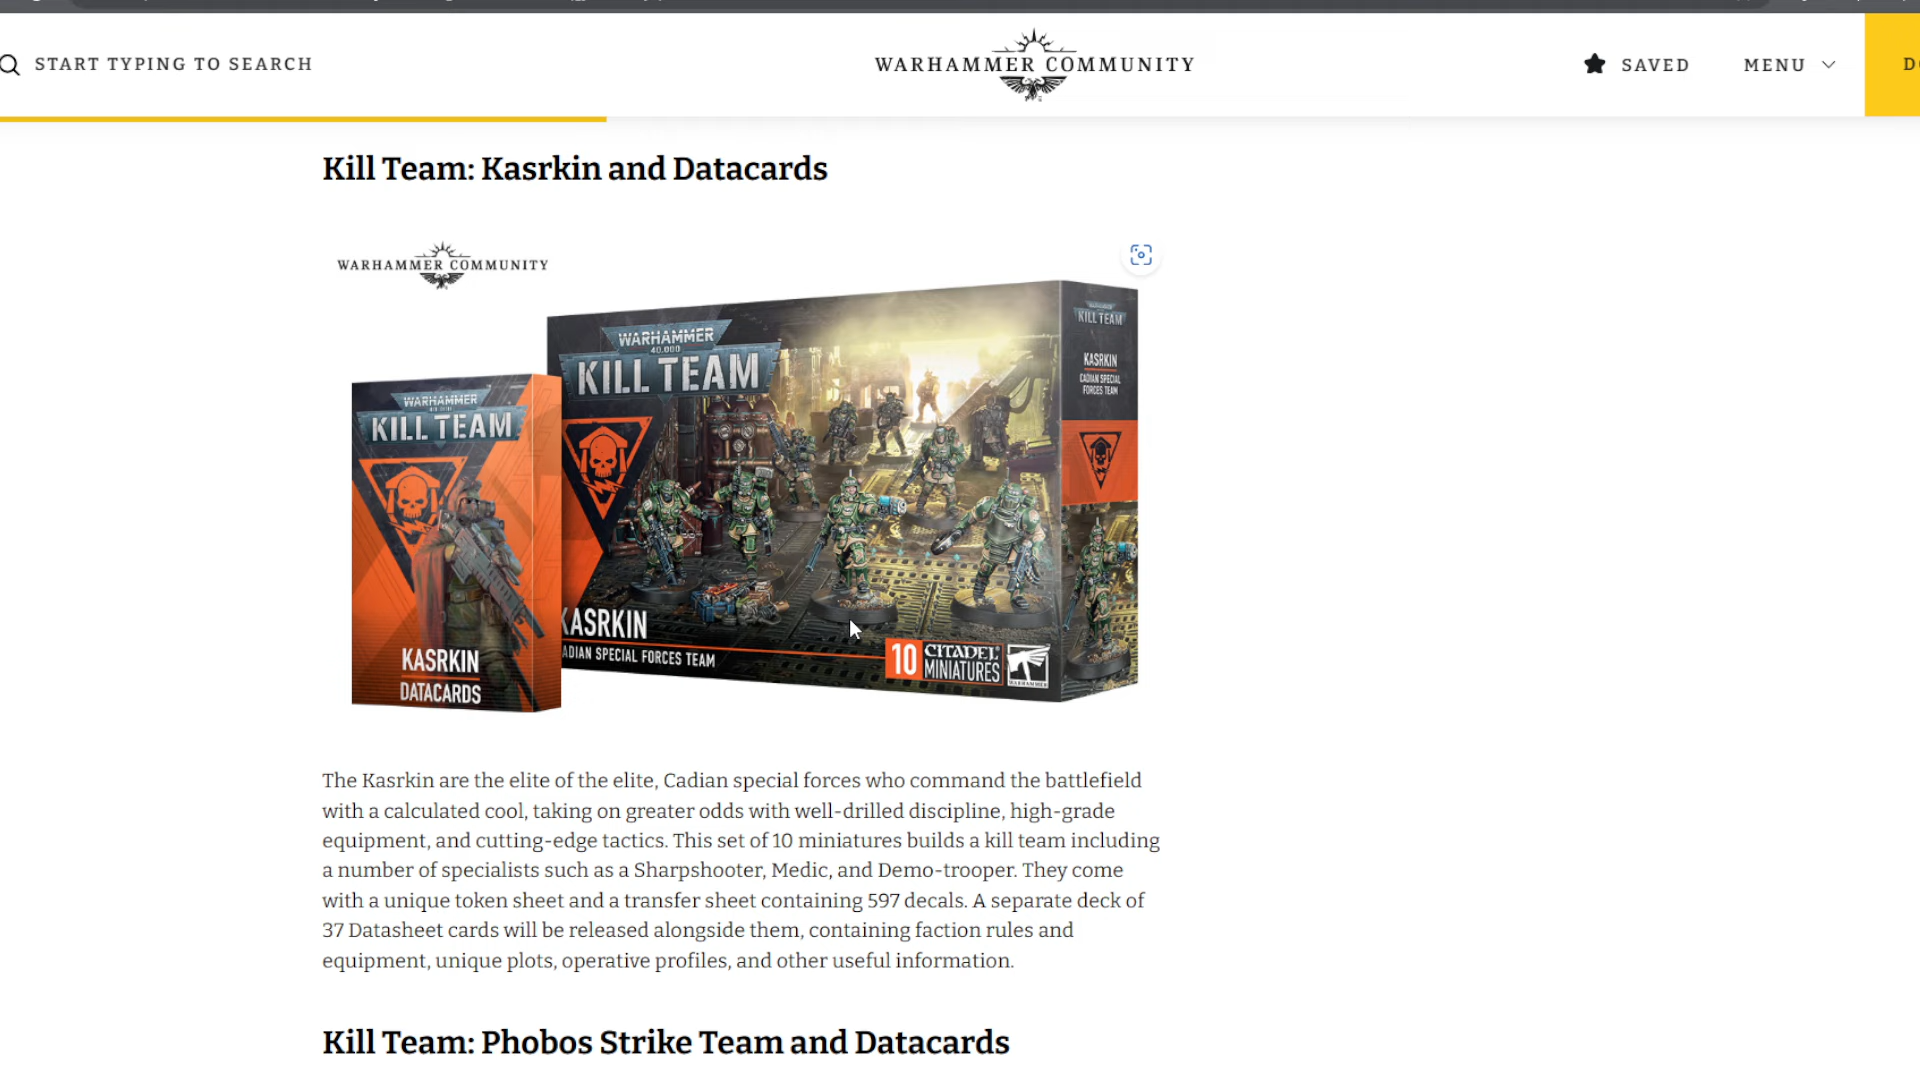 START TYPING TO SEARCH
WARHAMMER COMMUNITY
SAVED
MENU
Kill Team: Kasrkin and Datacards
WARHAMMER COMMUNITY
WARHAMMER
40,000
KILL TEAM
KASRKIN
ADIAN SPECIAL FORCES TEAM
10
CITADEL
MINIATURES
WARHAMMER
KILL TEAM
KASRKIN
CADIAN SPECIAL
FORCES TEAM
WARHAMMER
KILL TEAM
KASRKIN
DATACARDS
The Kasrkin are the elite of the elite, Cadian special forces who command the battlefield
with a calculated cool, taking on greater odds with well-drilled discipline, high-grade
equipment, and cutting-edge tactics. This set of 10 miniatures builds a kill team including
a number of specialists such as a Sharpshooter, Medic, and Demo-trooper. They come
with a unique token sheet and a transfer sheet containing 597 decals. A separate deck of
37 Datasheet cards will be released alongside them, containing faction rules and
equipment, unique plots, operative profiles, and other useful information.
Kill Team: Phobos Strike Team and Datacards